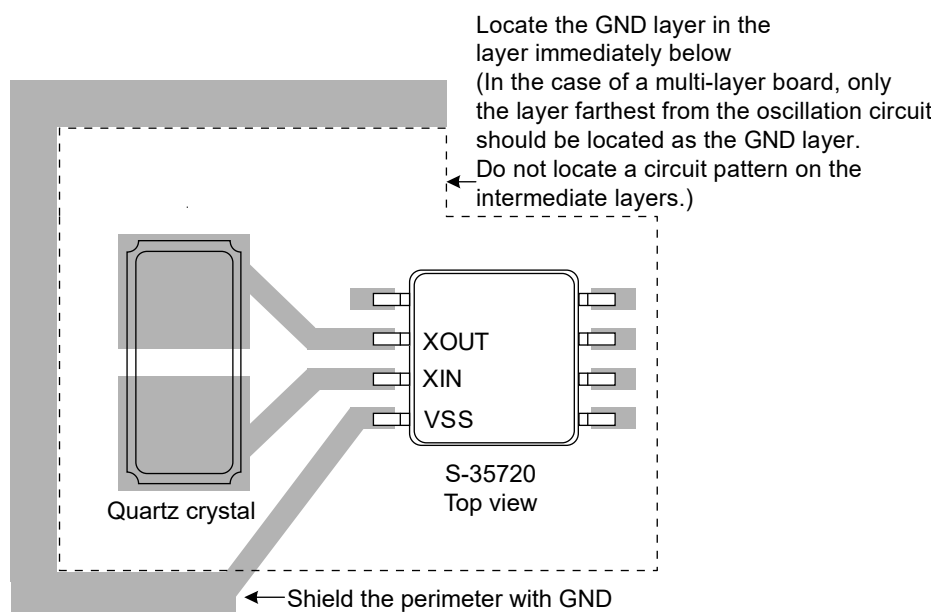 Locate the GND layer in the
layer immediately below
(In the case of a multi-layer board, only
the layer farthest from the oscillation circuit
should be located as the GND layer.
Do not locate a circuit pattern on the
intermediate layers.)
XOUT
XIN
VSS
S-35720
Top view
Quartz crystal
Shield the perimeter with GND